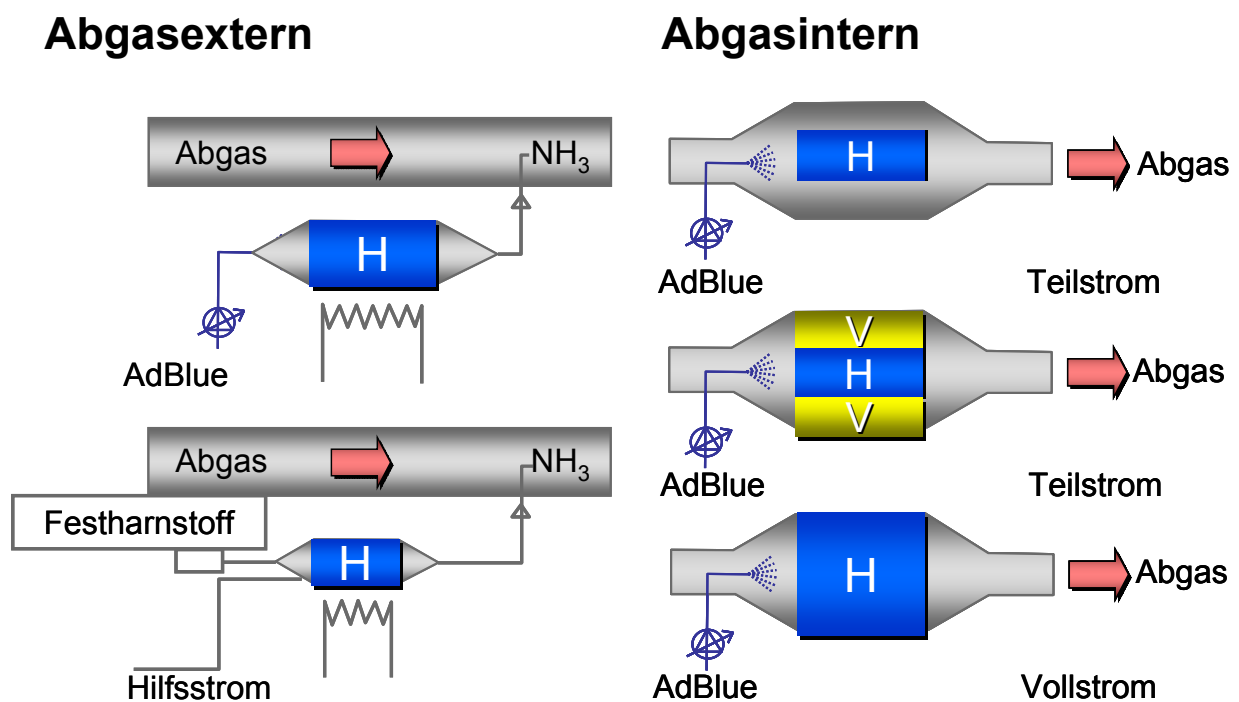 Abgasextern
Abgas
NH₃
H
AdBlue
Abgas
NH₃
Festharnstoff
H
Hilfsstrom
Abgasintern
H
Abgas
AdBlue
Teilstrom
V
H
Abgas
V
AdBlue
Teilstrom
H
Abgas
AdBlue
Vollstrom